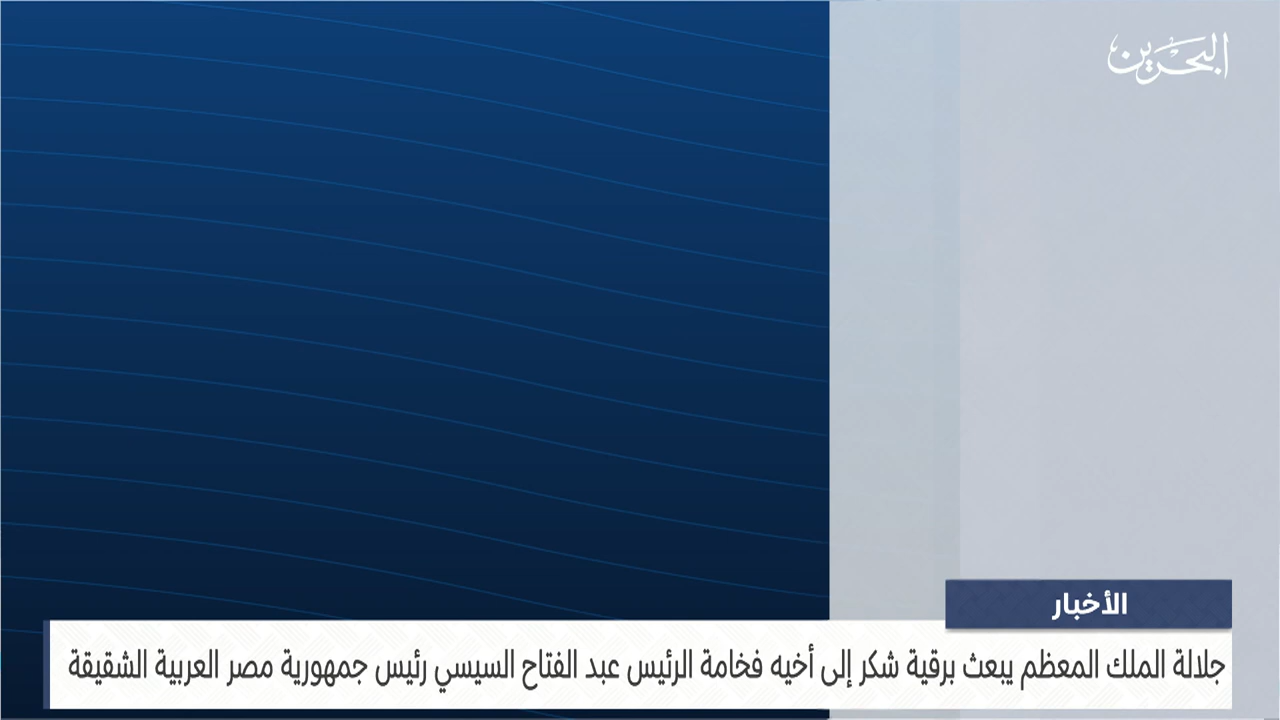 البحرين
الأخبار
جلالة الملك المعظم يبعث برقية شكر إلى أخيه فخامة الرئيس عبد الفتاح السيسي رئيس جمهورية مصر العربية الشقيقة